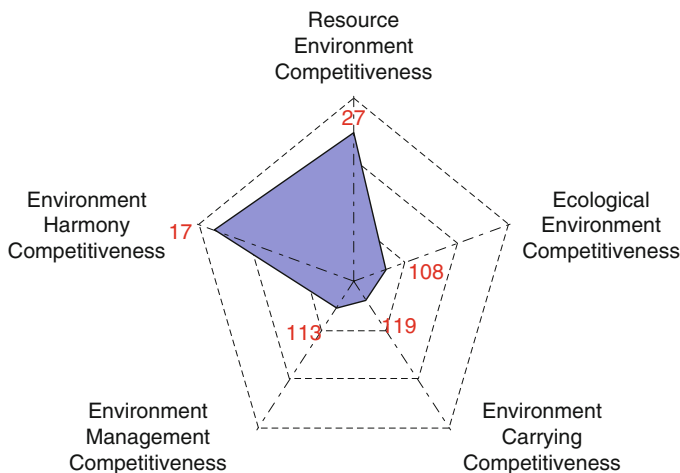 Resource
Environment
Competitiveness
27
Environment
Harmony
Competitiveness
17
Ecological
Environment
Competitiveness
108
113
119
Environment
Management
Competitiveness
Environment
Carrying
Competitiveness